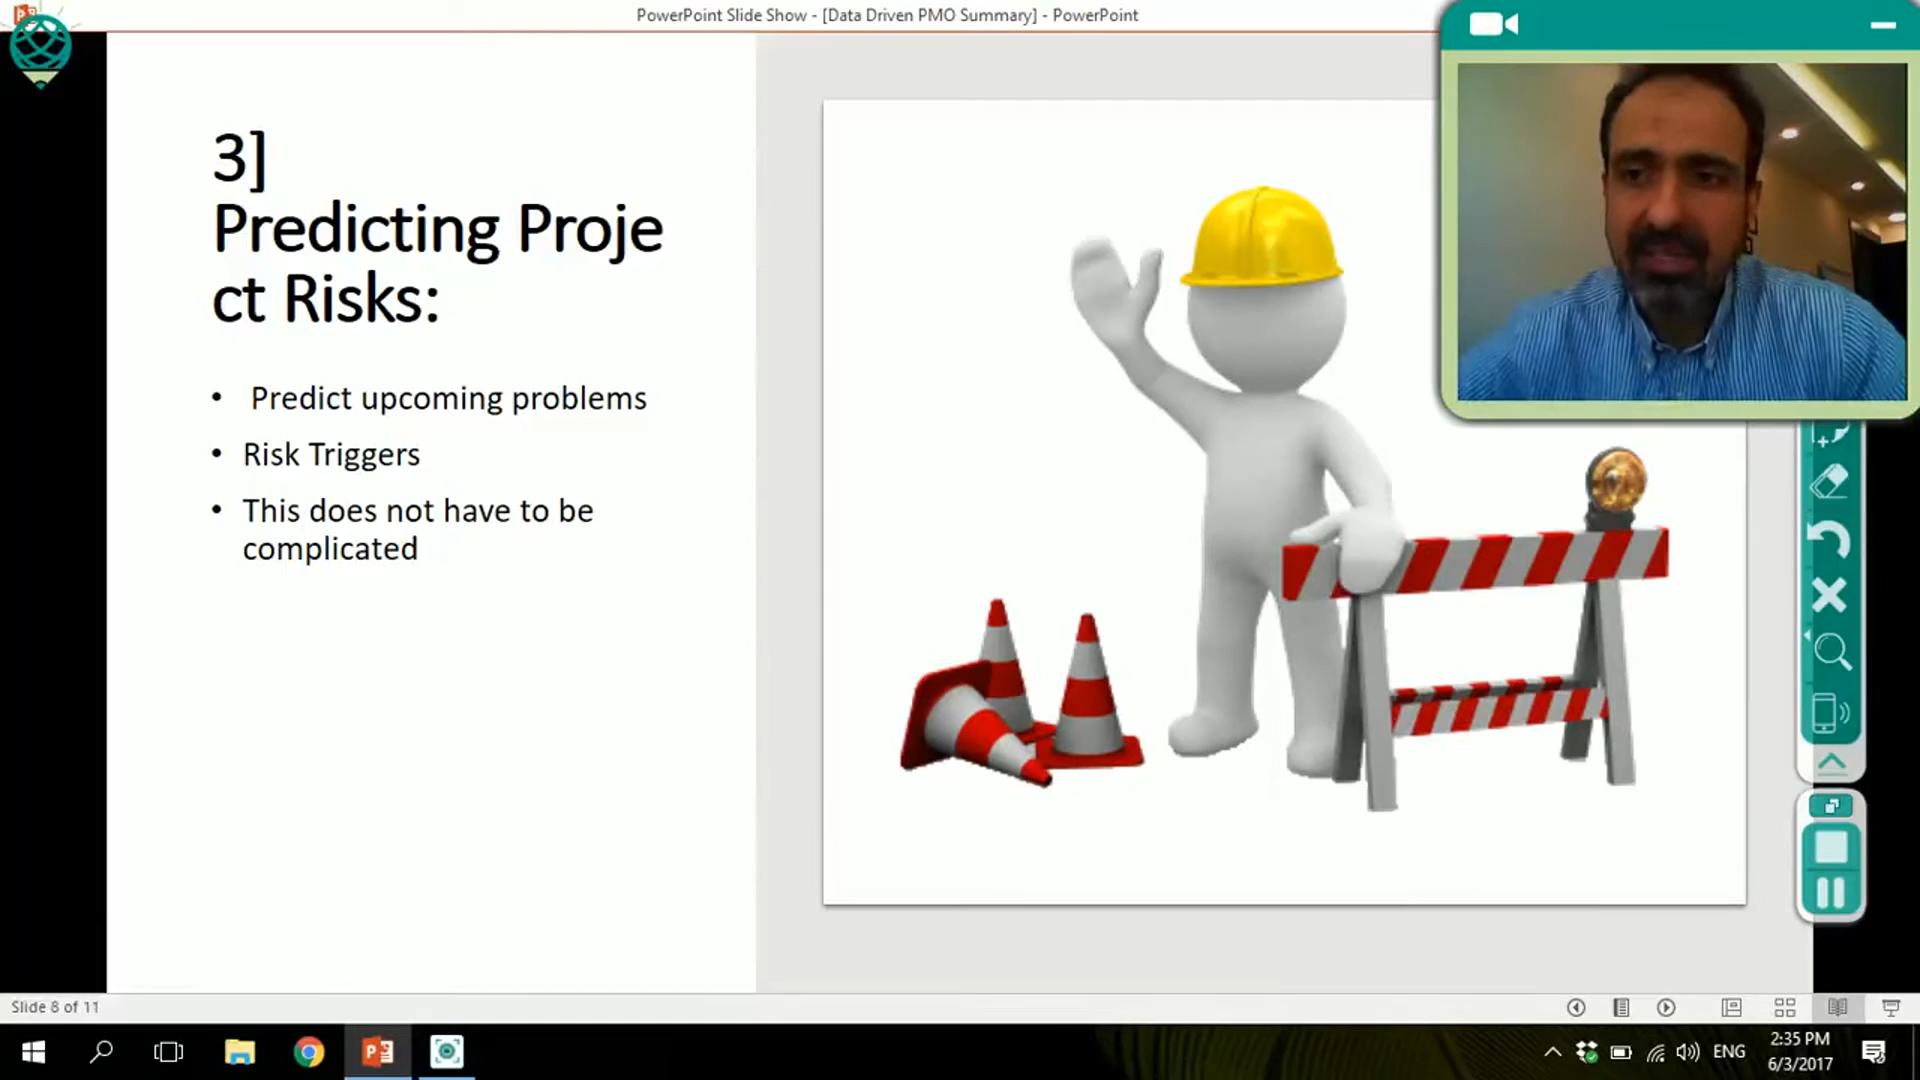 PowerPoint Slide Show - [Data Driven PMO Summary] - PowerPoint
3]
Predicting Proje
ct Risks:
• Predict upcoming problems
• Risk Triggers
• This does not have to be
complicated
Slide 8 of 11
ENG
2:35 PM
6/3/2017